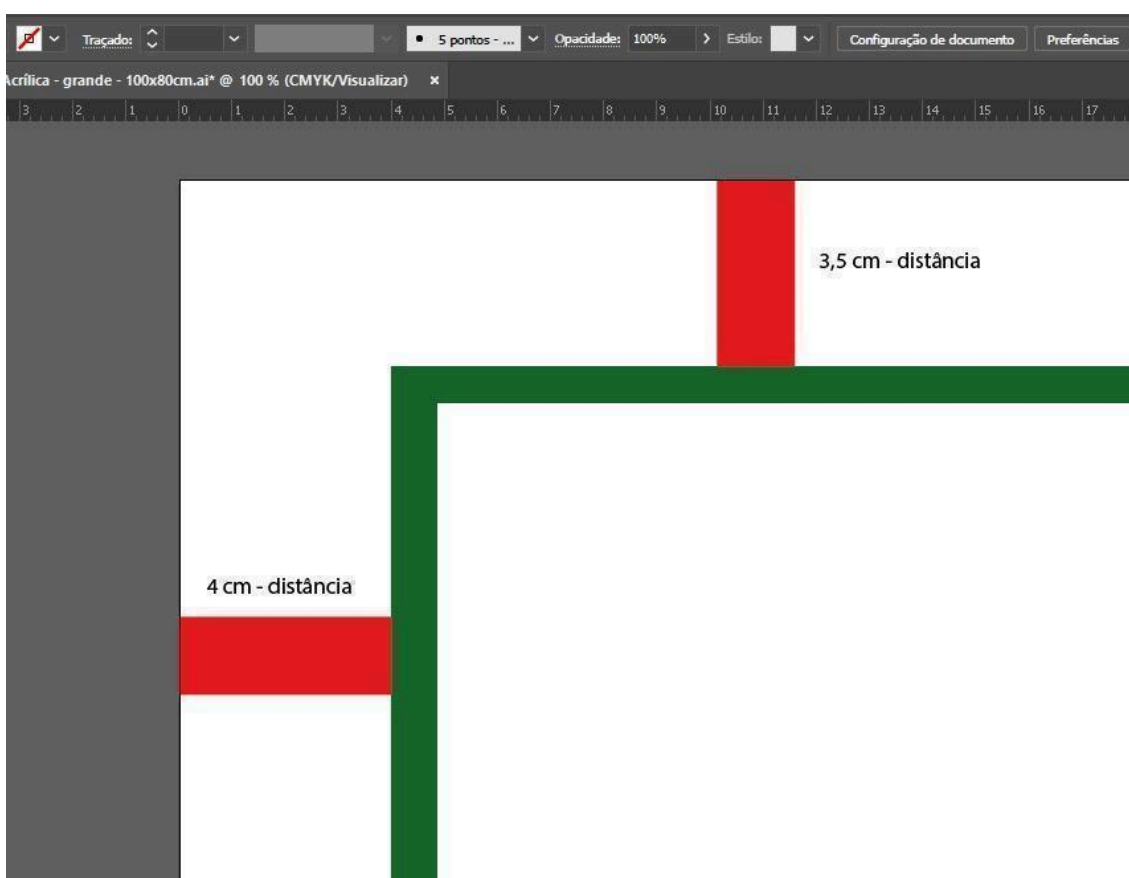 Traçado: 5 pontos - ... Opacidade: 100% Estilo: Configuração de documento Preferências
Acrílica - grande - 100x80cm.ai* @ 100 % (CMYK/Visualizar) ×
3 2 1 0 1 2 3 4 5 6 7 8 9 10 11 12 13 14 15 16 17
3,5 cm - distância
4 cm - distância